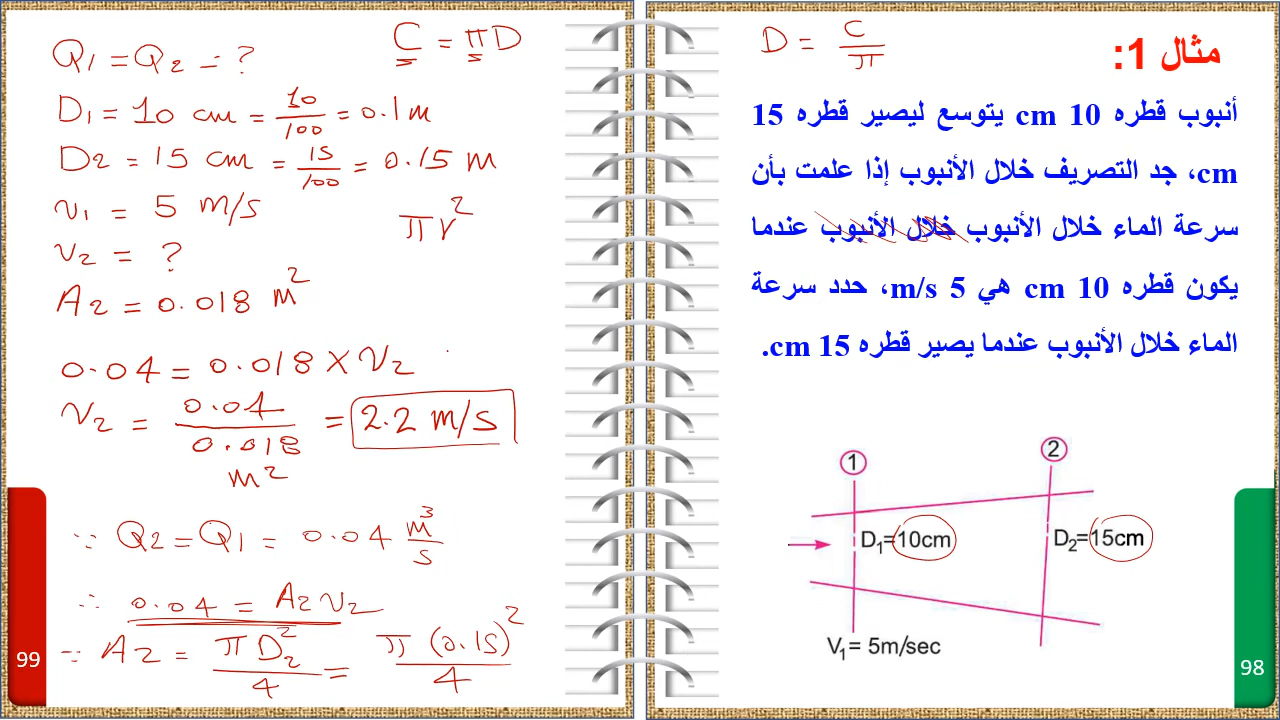 D = C / π
مثال 1:
أنبوب قطره 10 cm يتوسع ليصير قطره 15
cm، جد التصريف خلال الأنبوب إذا علمت بأن
سرعة الماء خلال الأنبوب خلال الأنبوب عندما
يكون قطره 10 cm هي 5 m/s، حدد سرعة
الماء خلال الأنبوب عندما يصير قطره 15 cm.
1
2
D₁=10cm
D₂=15cm
V₁= 5m/sec
98
C = πD
Q1 = Q2 = ?
D1 = 10 cm = 10/100 = 0.1 m
D2 = 15 cm = 15/100 = 0.15 m
v1 = 5 m/s
πr²
v2 = ?
A2 = 0.018 m²
0.04 = 0.018 × v2
v2 = 0.04 / 0.018 = 2.2 m/s
m²
∵ Q2 = Q1 = 0.04 m³/s
∴ 0.04 = A2 v2
∵ A2 = π D2² / 4 = π (0.15)² / 4
99